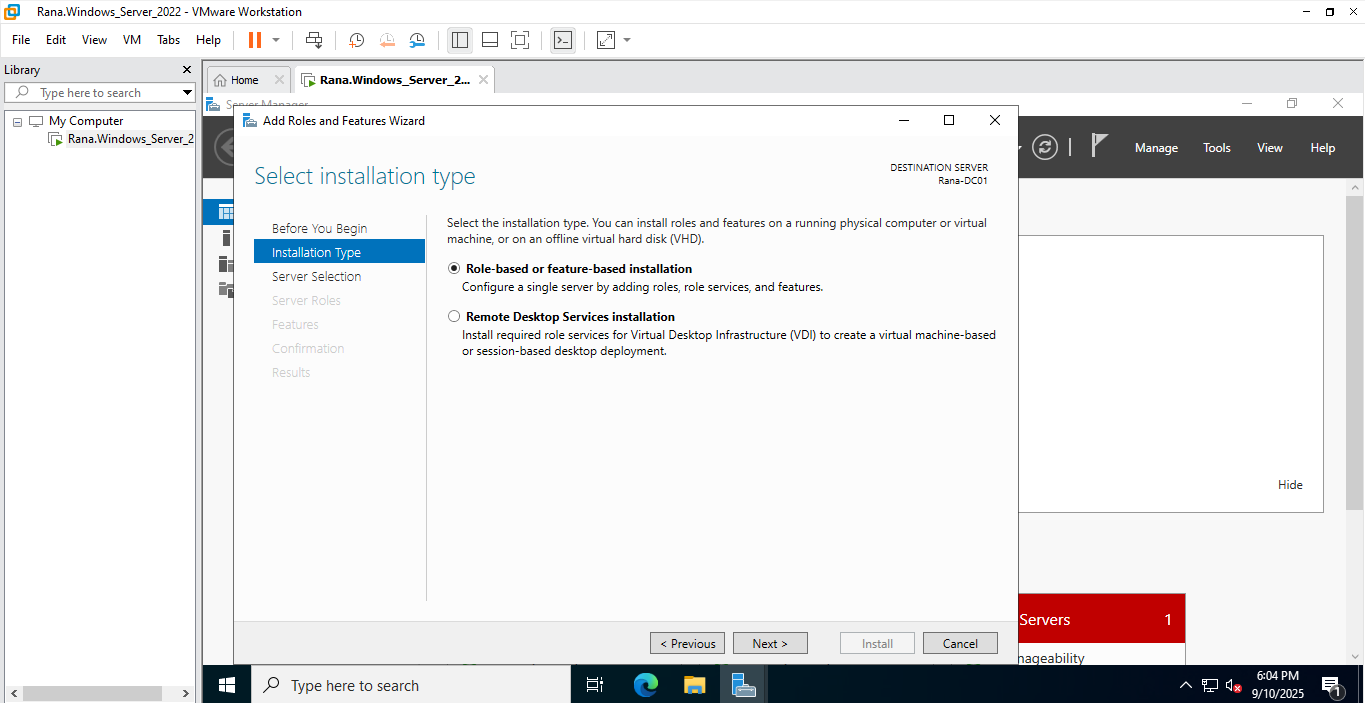 Rana.Windows_Server_2022 - VMware Workstation
File Edit View VM Tabs Help
Library
Type here to search
My Computer
Rana.Windows_Server_2
Home
Rana.Windows_Server_2...
Server Manager
Manage Tools View Help
Add Roles and Features Wizard
Select installation type
DESTINATION SERVER
Rana-DC01
Before You Begin
Installation Type
Server Selection
Server Roles
Features
Confirmation
Results
Select the installation type. You can install roles and features on a running physical computer or virtual
machine, or on an offline virtual hard disk (VHD).
Role-based or feature-based installation
Configure a single server by adding roles, role services, and features.
Remote Desktop Services installation
Install required role services for Virtual Desktop Infrastructure (VDI) to create a virtual machine-based
or session-based desktop deployment.
Hide
< Previous
Next >
Install
Cancel
Servers 1
nageability
Type here to search
6:04 PM
9/10/2025
1